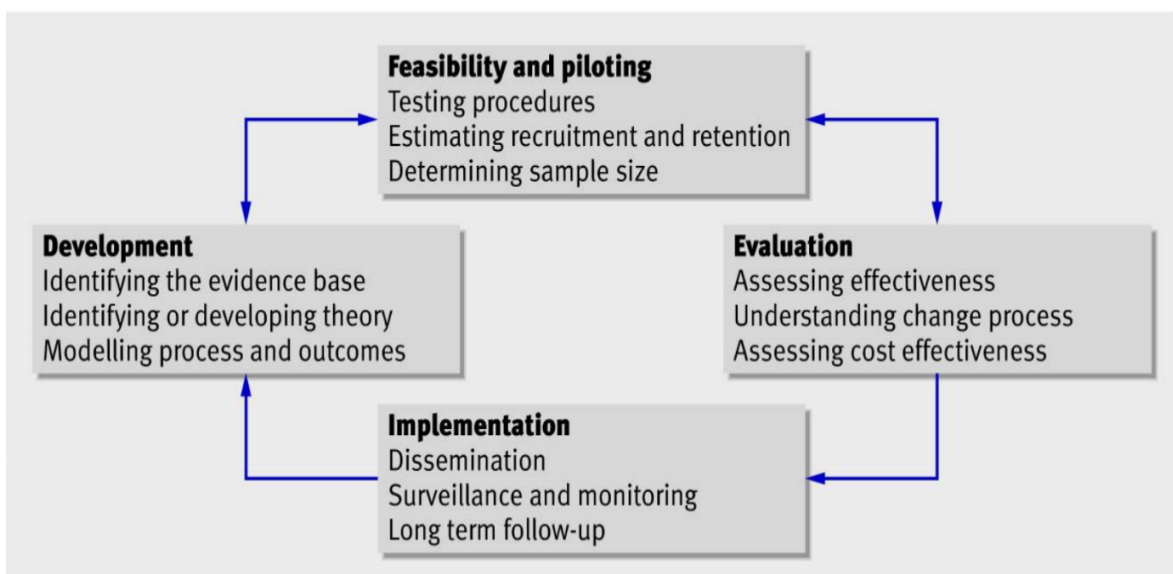 Feasibility and piloting
Testing procedures
Estimating recruitment and retention
Determining sample size
Development
Identifying the evidence base
Identifying or developing theory
Modelling process and outcomes
Evaluation
Assessing effectiveness
Understanding change process
Assessing cost effectiveness
Implementation
Dissemination
Surveillance and monitoring
Long term follow-up